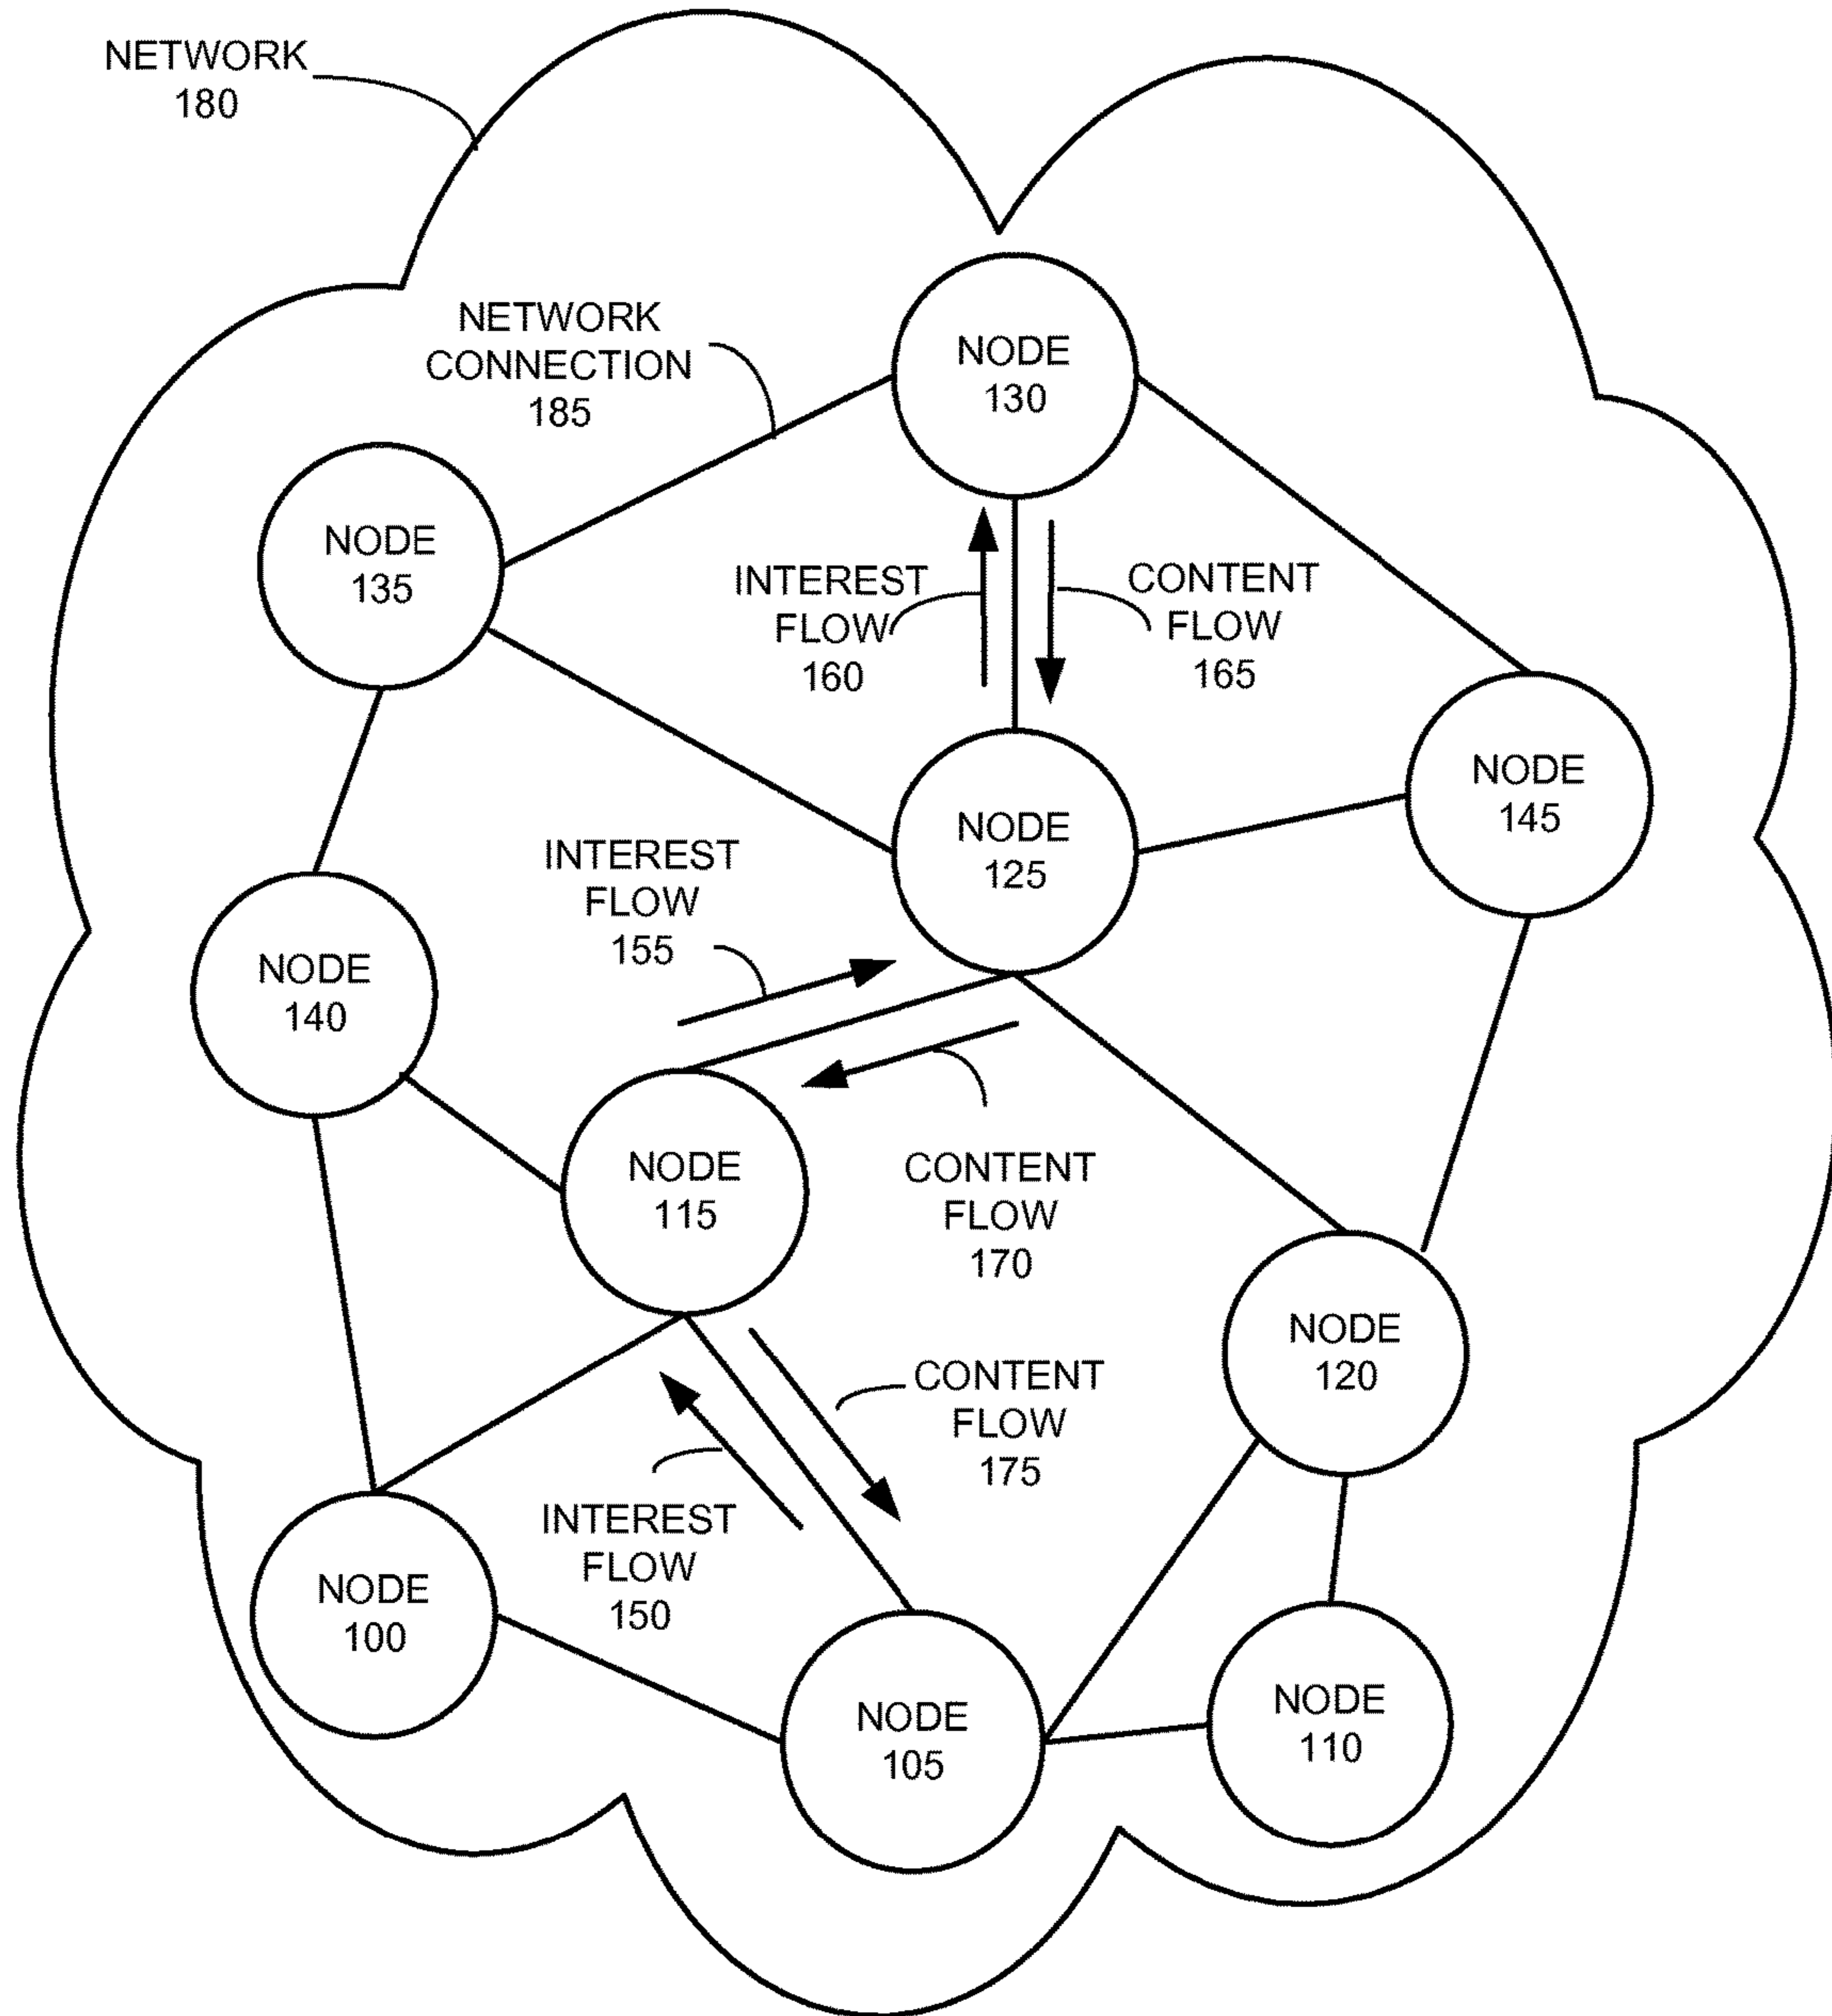 NETWORK
180
NETWORK
CONNECTION
185
NODE
130
NODE
135
INTEREST
FLOW
160
CONTENT
FLOW
165
NODE
145
NODE
125
INTEREST
FLOW
155
NODE
140
NODE
115
CONTENT
FLOW
170
NODE
120
CONTENT
FLOW
175
INTEREST
FLOW
150
NODE
100
NODE
105
NODE
110